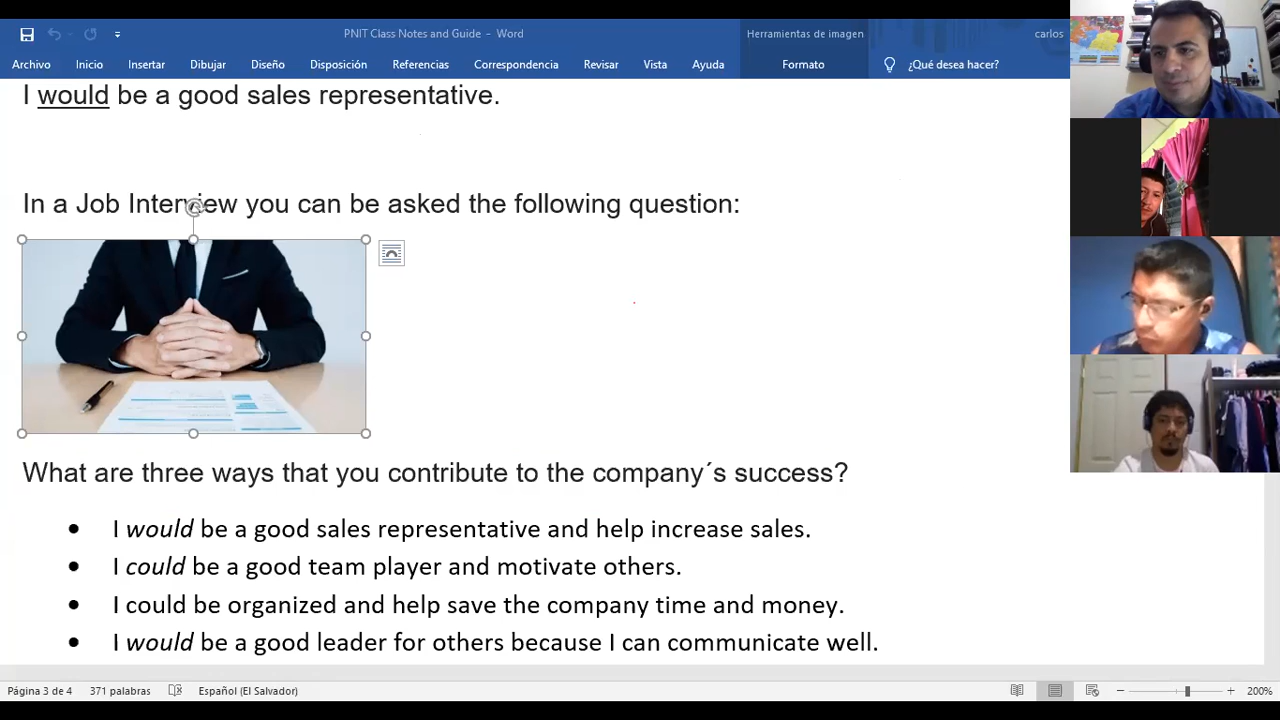 PNIT Class Notes and Guide - Word
Herramientas de imagen
carlos
Archivo
Inicio
Insertar
Dibujar
Diseño
Disposición
Referencias
Correspondencia
Revisar
Vista
Ayuda
Formato
¿Qué desea hacer?
I would be a good sales representative.
In a Job Interview you can be asked the following question:
What are three ways that you contribute to the company´s success?
• I would be a good sales representative and help increase sales.
• I could be a good team player and motivate others.
• I could be organized and help save the company time and money.
• I would be a good leader for others because I can communicate well.
Página 3 de 4
371 palabras
Español (El Salvador)
200%